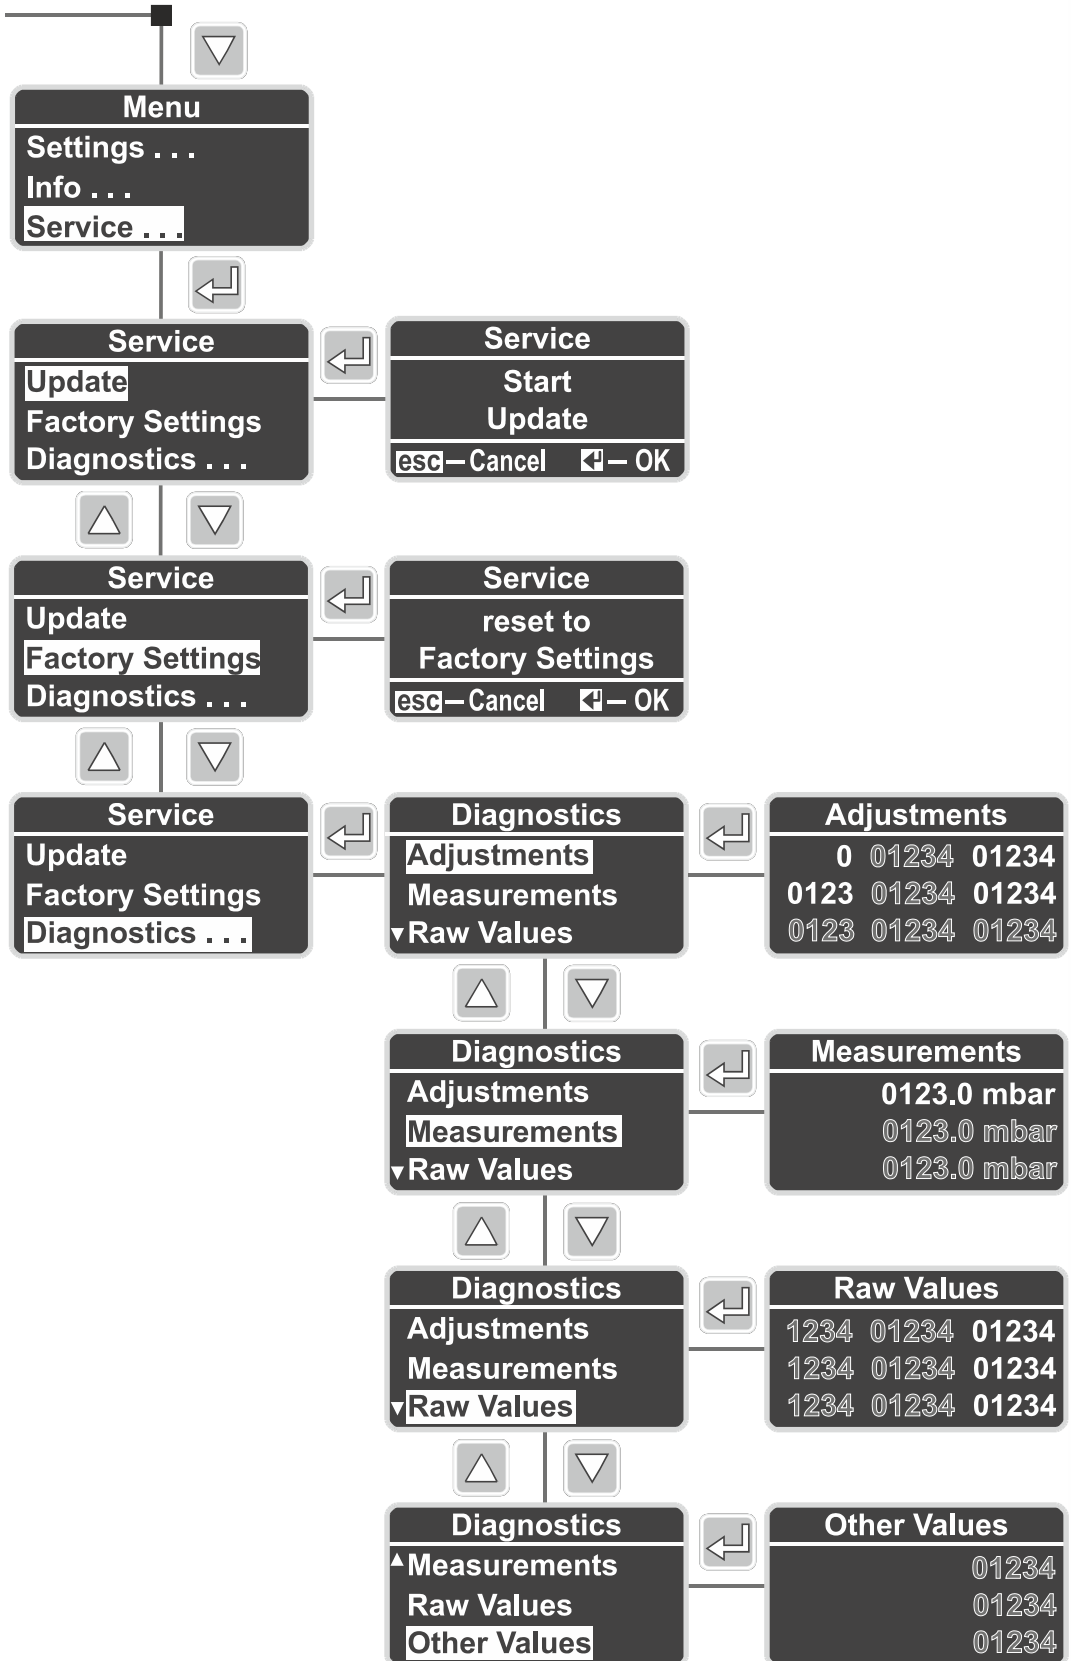 Menu
Settings . . .
Info . . .
Service . . .
Service
Update
Factory Settings
Diagnostics . . .
Service
Start
Update
esc – Cancel ↵ – OK
Service
Update
Factory Settings
Diagnostics . . .
Service
reset to
Factory Settings
esc – Cancel ↵ – OK
Service
Update
Factory Settings
Diagnostics . . .
Diagnostics
Adjustments
Measurements
▼Raw Values
Adjustments
0 01234 01234
0123 01234 01234
0123 01234 01234
Diagnostics
Adjustments
Measurements
▼Raw Values
Measurements
0123.0 mbar
0123.0 mbar
0123.0 mbar
Diagnostics
Adjustments
Measurements
▼Raw Values
Raw Values
1234 01234 01234
1234 01234 01234
1234 01234 01234
Diagnostics
▲Measurements
Raw Values
Other Values
Other Values
01234
01234
01234